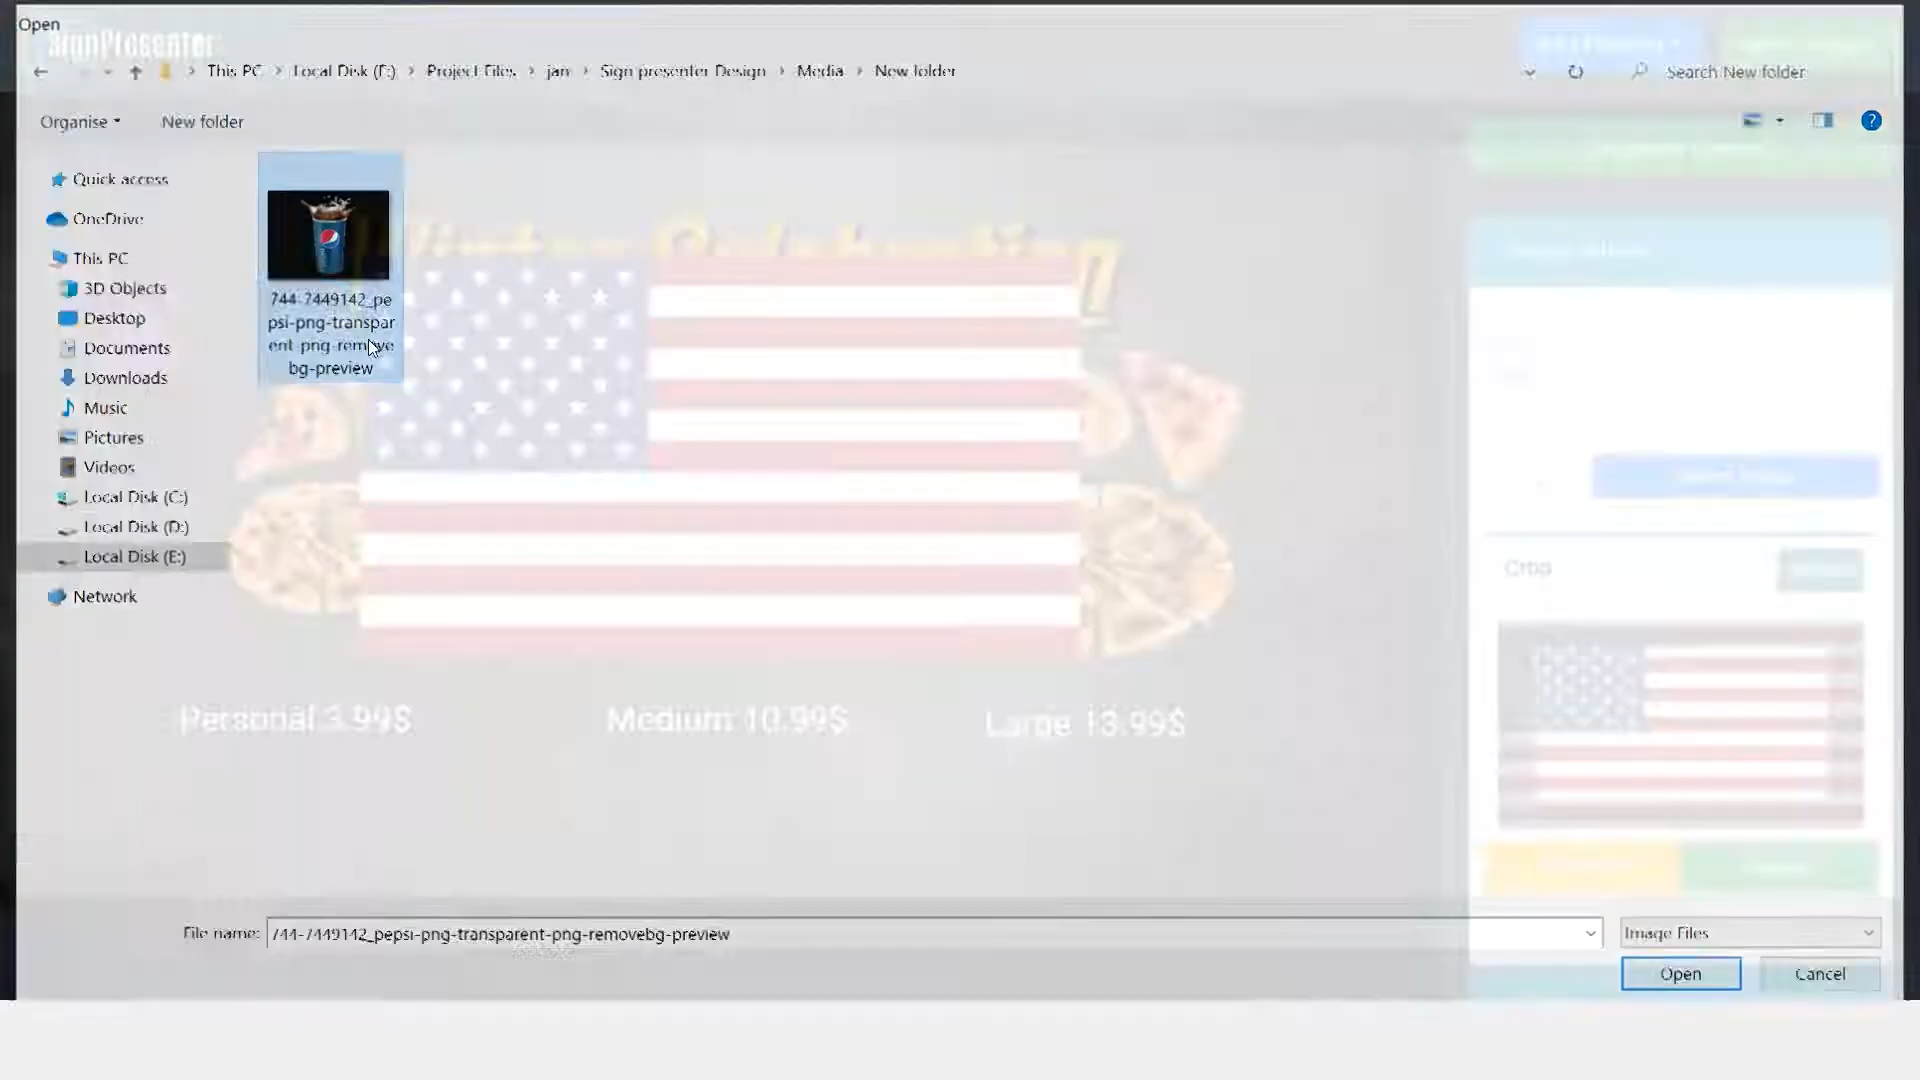 Open
SignPresenter
This PC > Local Disk (E:) > Project Files > jan > Sign presenter Design > Media > New folder
Search New folder
Organise
New folder
Quick access
OneDrive
This PC
3D Objects
Desktop
Documents
Downloads
Music
Pictures
Videos
Local Disk (C:)
Local Disk (D:)
Local Disk (E:)
Network
744-7449142_pe
psi-png-transpar
ent-png-remove
bg-preview
Crop
Personal 3.99$
Medium 10.99$
Large 13.99$
File name: 744-7449142_pepsi-png-transparent-png-removebg-preview
Image Files
Open
Cancel